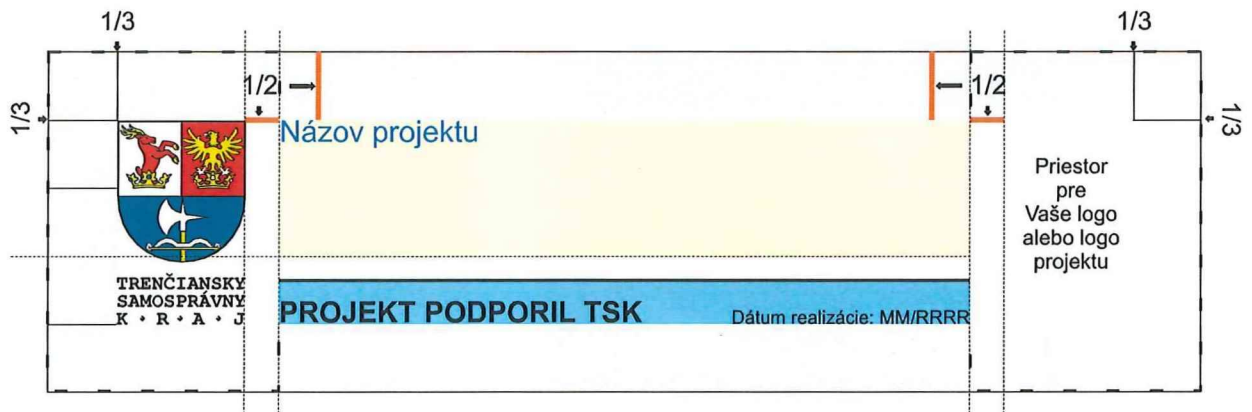 1/3
1/3
1/2
1/2
1/3
1/3
Názov projektu
Priestor
pre
Vaše logo
alebo logo
projektu
TRENČIANSKY
SAMOSPRÁVNY
K · R · A · J
PROJEKT PODPORIL TSK
Dátum realizácie: MM/RRRR